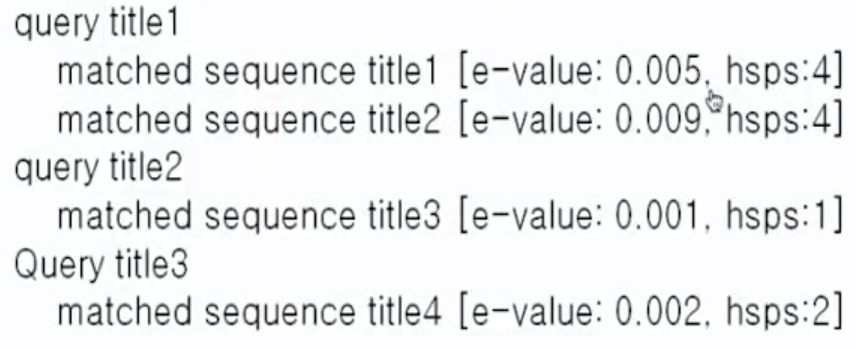 query title1
matched sequence title1 [e-value: 0.005, hsps:4]
matched sequence title2 [e-value: 0.009, hsps:4]
query title2
matched sequence title3 [e-value: 0.001, hsps:1]
Query title3
matched sequence title4 [e-value: 0.002, hsps:2]